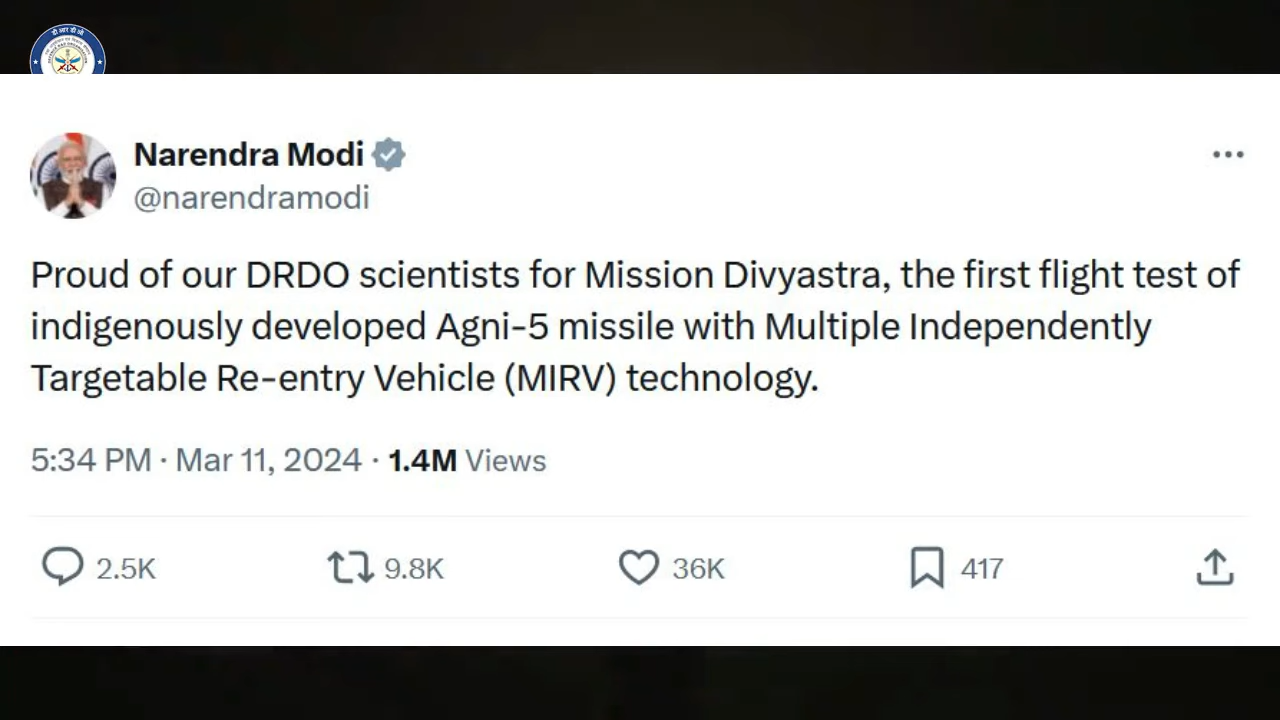 डी आर डी ओ
Narendra Modi
@narendramodi
Proud of our DRDO scientists for Mission Divyastra, the first flight test of
indigenously developed Agni-5 missile with Multiple Independently
Targetable Re-entry Vehicle (MIRV) technology.
5:34 PM · Mar 11, 2024 · 1.4M Views
2.5K 9.8K 36K 417